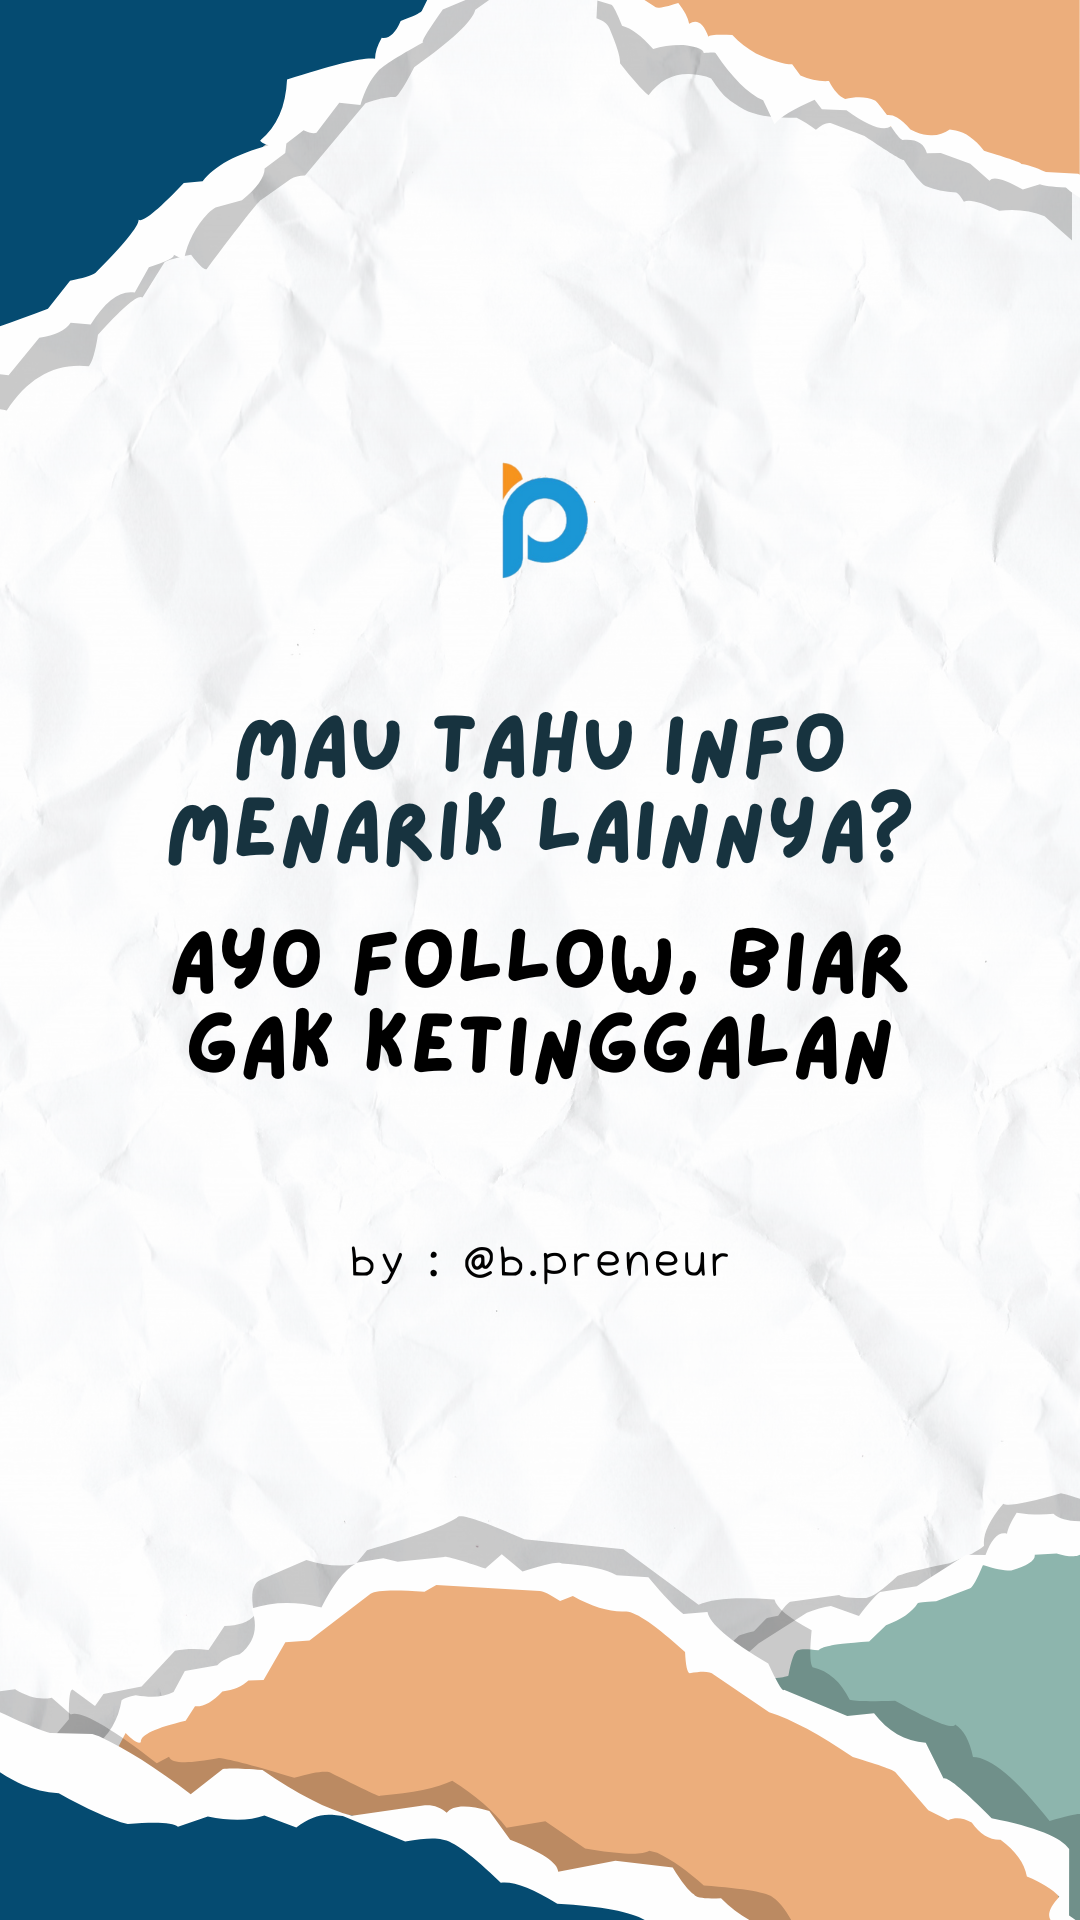 MAU TAHU INFO
MENARIK LAINNYA?
AYO FOLLOW, BIAR
GAK KETINGGALAN
by : @b.preneur